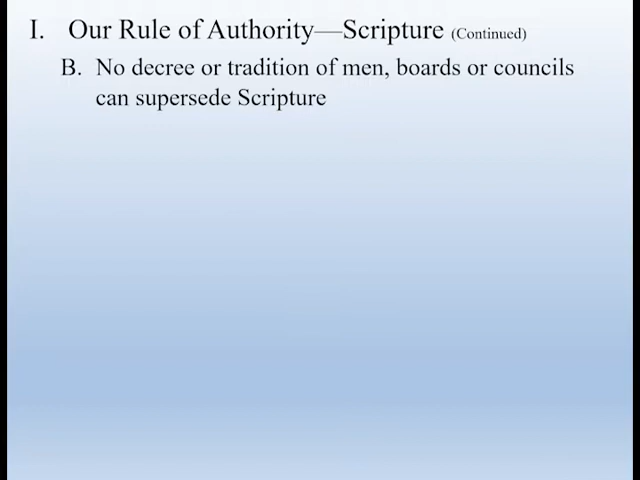 I. Our Rule of Authority—Scripture (Continued)
B. No decree or tradition of men, boards or councils
can supersede Scripture